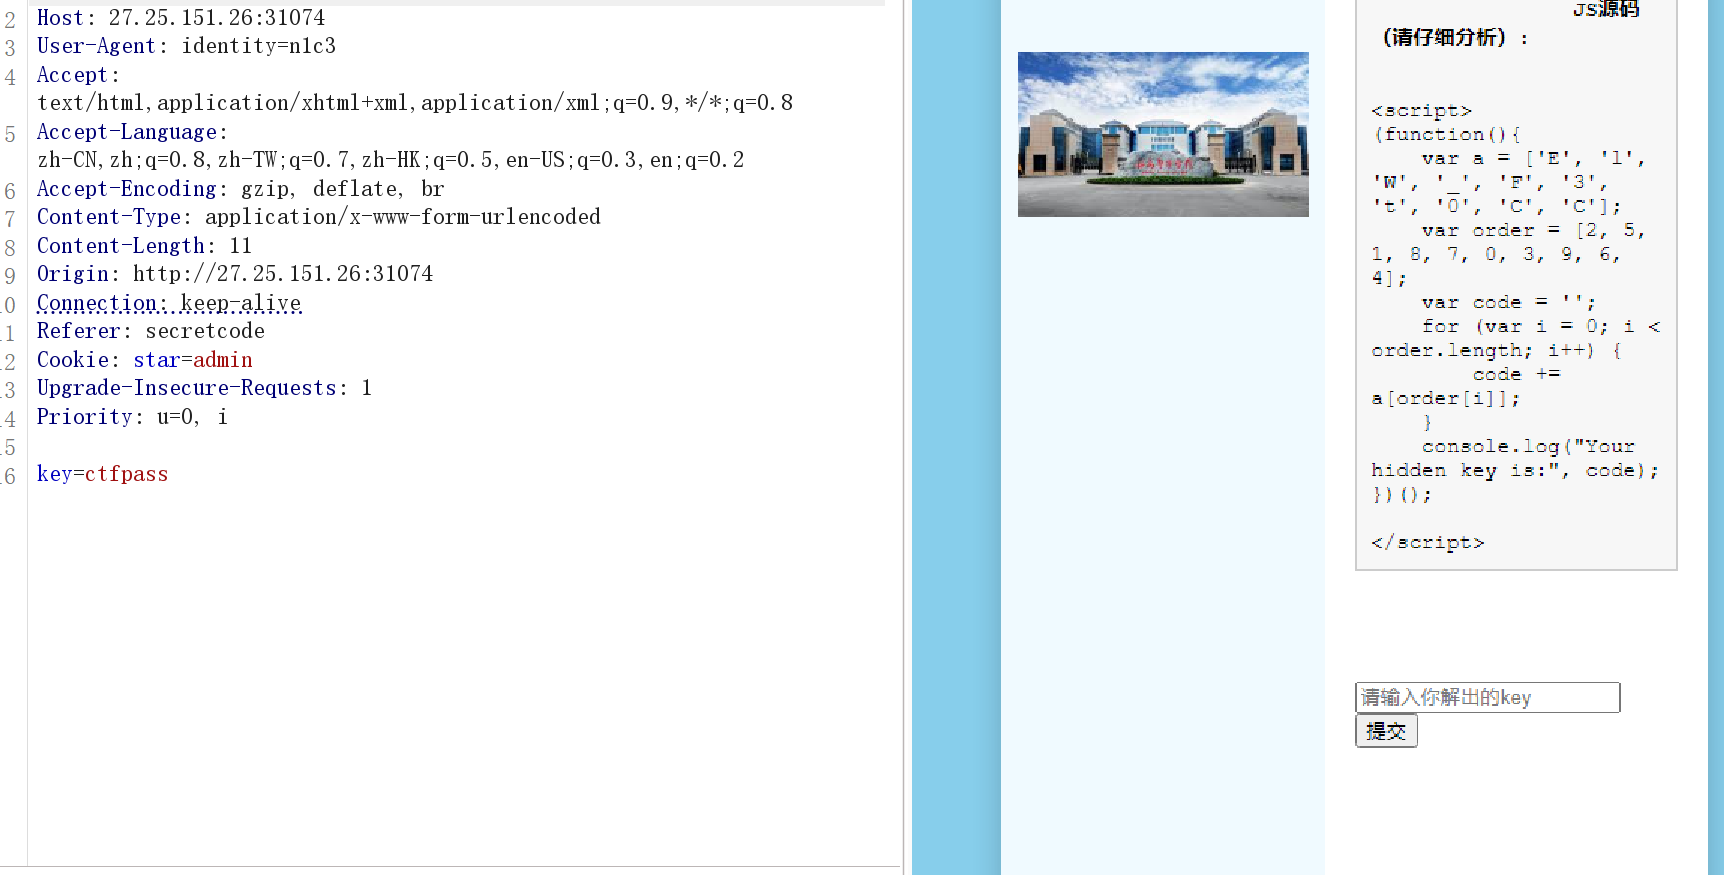 2 Host: 27.25.151.26:31074
3 User-Agent: identity=n1c3
4 Accept:
text/html,application/xhtml+xml,application/xml;q=0.9,*/*;q=0.8
5 Accept-Language:
zh-CN,zh;q=0.8,zh-TW;q=0.7,zh-HK;q=0.5,en-US;q=0.3,en;q=0.2
6 Accept-Encoding: gzip, deflate, br
7 Content-Type: application/x-www-form-urlencoded
8 Content-Length: 11
9 Origin: http://27.25.151.26:31074
0 Connection: keep-alive
1 Referer: secretcode
2 Cookie: star=admin
3 Upgrade-Insecure-Requests: 1
4 Priority: u=0, i
5
6 key=ctfpass
JS源码
（请仔细分析）：
<script>
(function(){
var a = ['E', 'l',
'W', '_', 'F', '3',
't', '0', 'C', 'C'];
var order = [2, 5,
1, 8, 7, 0, 3, 9, 6,
4];
var code = '';
for (var i = 0; i <
order.length; i++) {
code +=
a[order[i]];
}
console.log("Your
hidden key is:", code);
})();
</script>
请输入你解出的key
提交